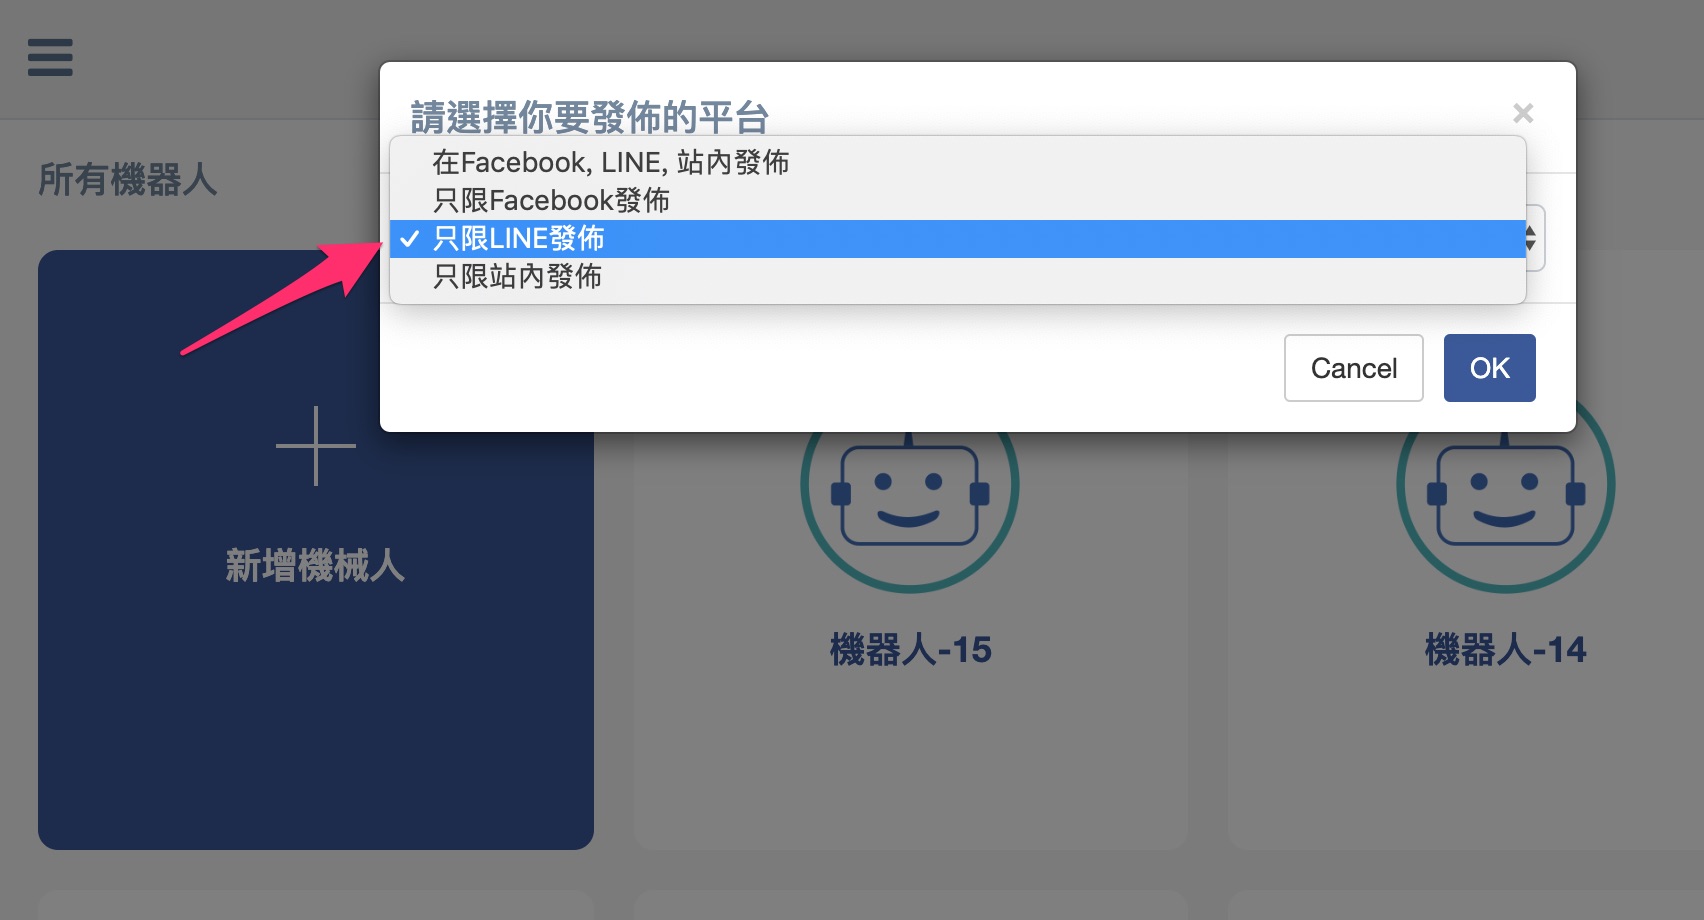 請選擇你要發佈的平台
×
在Facebook, LINE, 站內發佈
只限Facebook發佈
✓ 只限LINE發佈
只限站內發佈
Cancel
OK
所有機器人
新增機械人
機器人-15
機器人-14